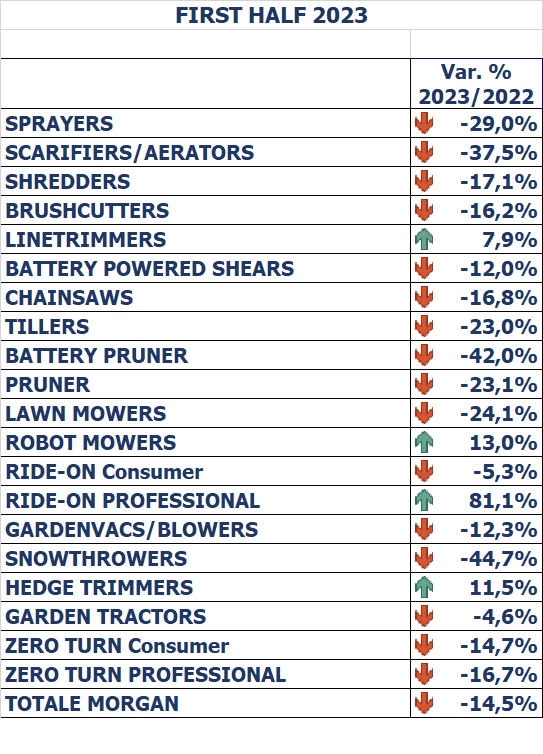 FIRST HALF 2023
Var. %
2023/2022
SPRAYERS -29,0%
SCARIFIERS/AERATORS -37,5%
SHREDDERS -17,1%
BRUSHCUTTERS -16,2%
LINETRIMMERS 7,9%
BATTERY POWERED SHEARS -12,0%
CHAINSAWS -16,8%
TILLERS -23,0%
BATTERY PRUNER -42,0%
PRUNER -23,1%
LAWN MOWERS -24,1%
ROBOT MOWERS 13,0%
RIDE-ON Consumer -5,3%
RIDE-ON PROFESSIONAL 81,1%
GARDENVACS/BLOWERS -12,3%
SNOWTHROWERS -44,7%
HEDGE TRIMMERS 11,5%
GARDEN TRACTORS -4,6%
ZERO TURN Consumer -14,7%
ZERO TURN PROFESSIONAL -16,7%
TOTALE MORGAN -14,5%